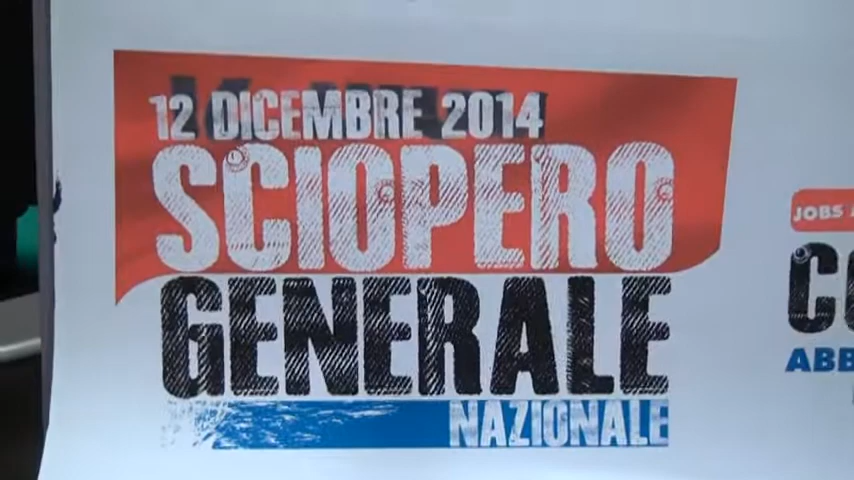 12 DICEMBRE 2014
SCIOPERO
GENERALE
NAZIONALE
JOBS